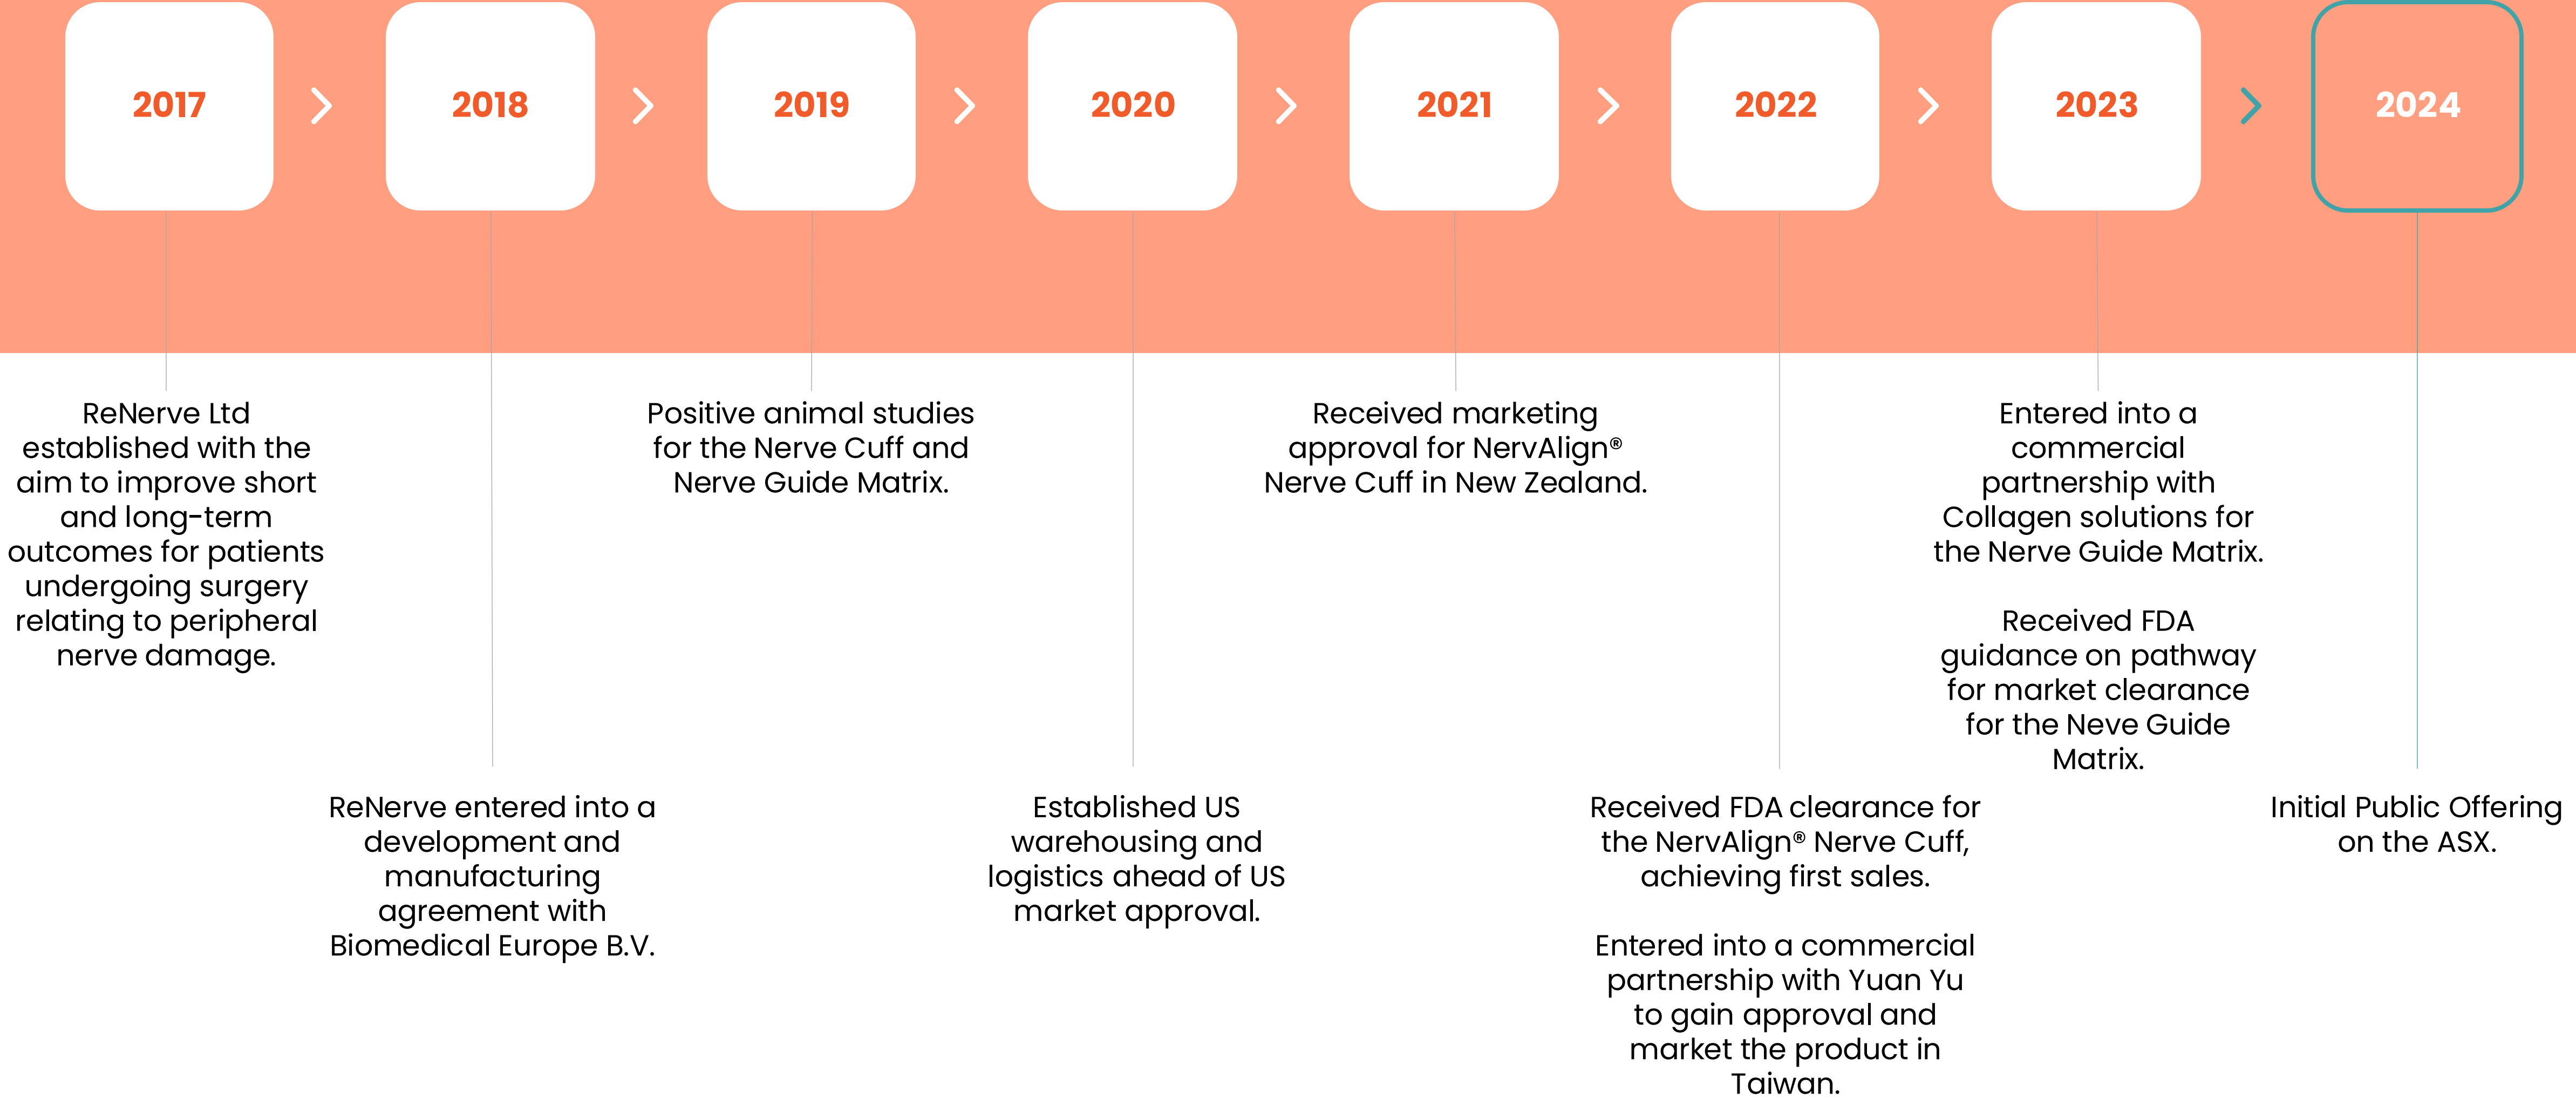 2017
2018
2019
2020
2021
2022
2023
2024
ReNerve Ltd
established with the
aim to improve short
and long-term
outcomes for patients
undergoing surgery
relating to peripheral
nerve damage.
ReNerve entered into a
development and
manufacturing
agreement with
Biomedical Europe B.V.
Positive animal studies
for the Nerve Cuff and
Nerve Guide Matrix.
Established US
warehousing and
logistics ahead of US
market approval.
Received marketing
approval for NervAlign®
Nerve Cuff in New Zealand.
Received FDA clearance for
the NervAlign® Nerve Cuff,
achieving first sales.
Entered into a commercial
partnership with Yuan Yu
to gain approval and
market the product in
Taiwan.
Entered into a
commercial
partnership with
Collagen solutions for
the Nerve Guide Matrix.
Received FDA
guidance on pathway
for market clearance
for the Neve Guide
Matrix.
Initial Public Offering
on the ASX.